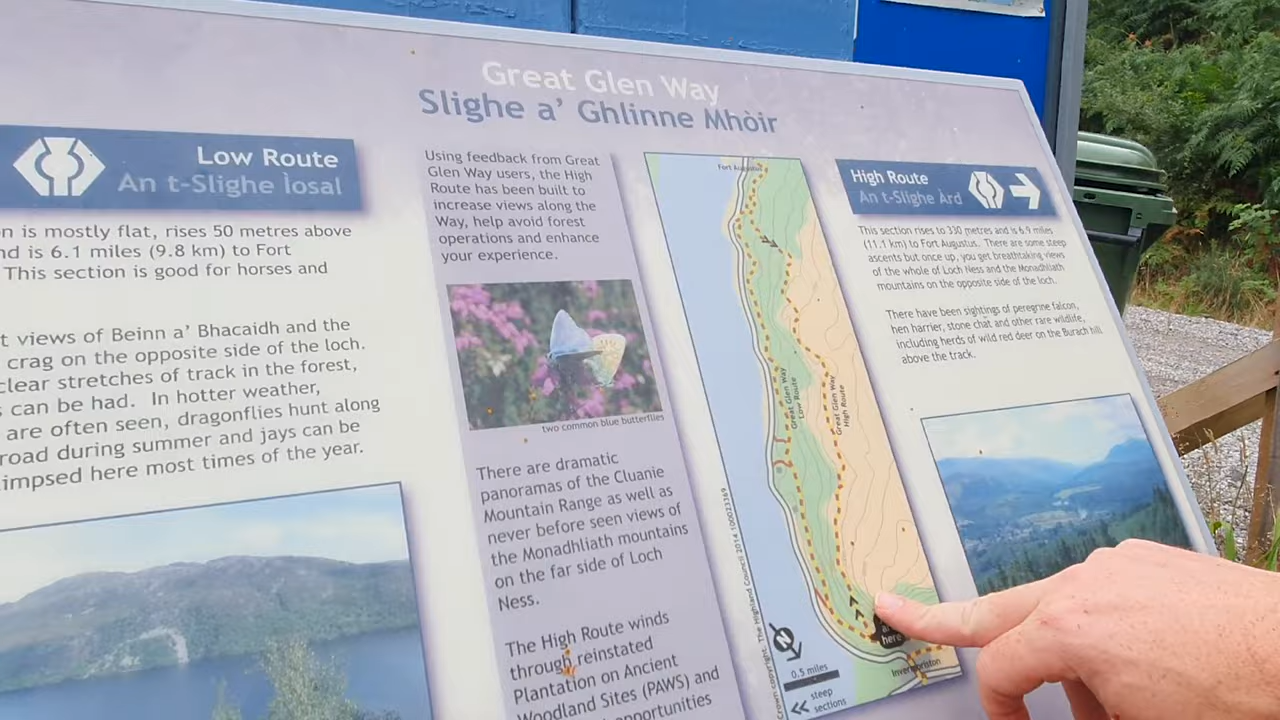 Great Glen Way
Slighe a' Ghlinne Mhòir
Low Route
An t-Slighe Ìosal
n is mostly flat, rises 50 metres above
nd is 6.1 miles (9.8 km) to Fort
This section is good for horses and
t views of Beinn a' Bhacaidh and the
crag on the opposite side of the loch.
clear stretches of track in the forest,
s can be had. In hotter weather,
are often seen, dragonflies hunt along
road during summer and jays can be
limpsed here most times of the year.
Using feedback from Great
Glen Way users, the High
Route has been built to
increase views along the
Way, help avoid forest
operations and enhance
your experience.
two common blue butterflies
There are dramatic
panoramas of the Cluanie
Mountain Range as well as
never before seen views of
the Monadhliath mountains
on the far side of Loch
Ness.
The High Route winds
through reinstated
Plantation on Ancient
Woodland Sites (PAWS) and
opportunities
Fort Augustus
Great Glen Way
Low Route
Great Glen Way
High Route
Crown copyright. The Highland Council 2014 100023369
here
Invermoriston
0.5 miles
steep
sections
High Route
An t-Slighe Àrd
This section rises to 330 metres and is 6.9 miles
(11.1 km) to Fort Augustus. There are some steep
ascents but once up, you get breathtaking views
of the whole of Loch Ness and the Monadhliath
mountains on the opposite side of the loch.
There have been sightings of peregrine falcon,
hen harrier, stone chat and other rare wildlife,
including herds of wild red deer on the Burach hill
above the track.